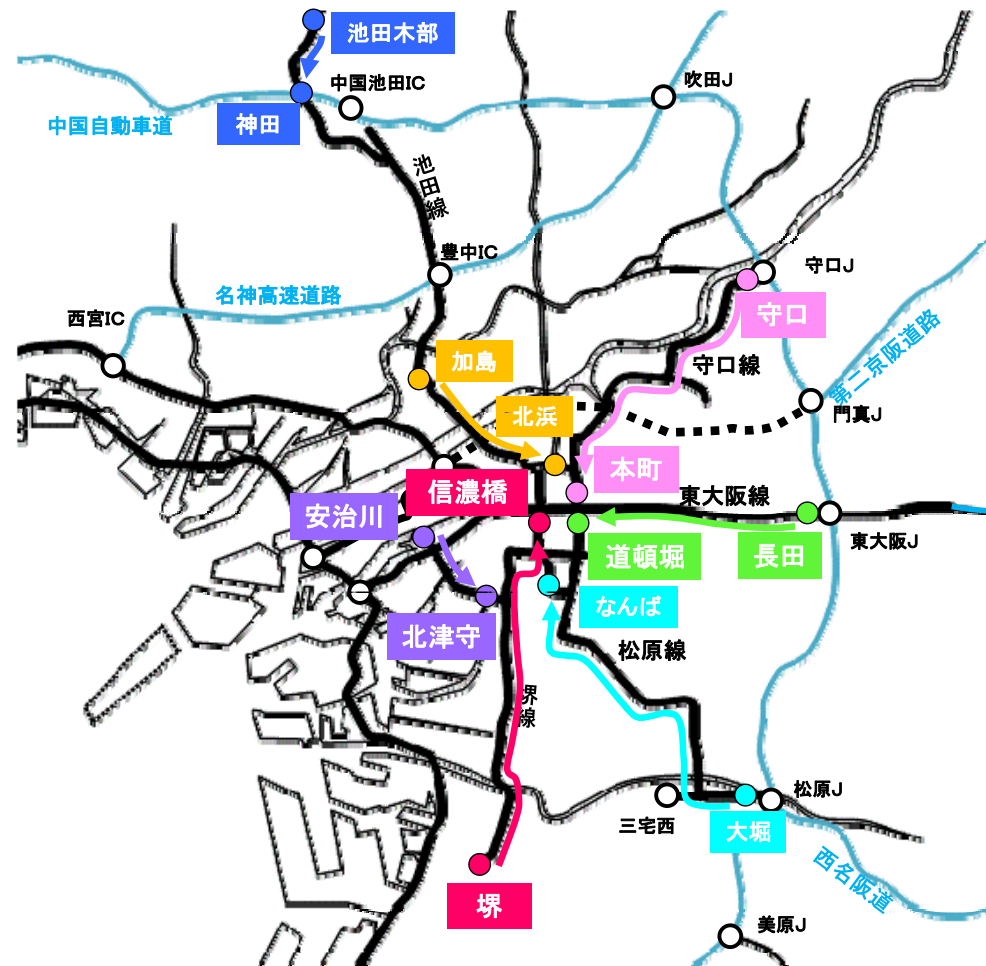 池田木部
中国池田IC
吹田J
神田
中国自動車道
池田線
豊中IC
守口J
名神高速道路
西宮IC
守口
加島
守口線
第二京阪道路
北浜
門真J
本町
信濃橋
東大阪線
安治川
東大阪J
道頓堀
長田
なんば
北津守
松原線
堺線
松原J
三宅西
大堀
西名阪道
堺
美原J